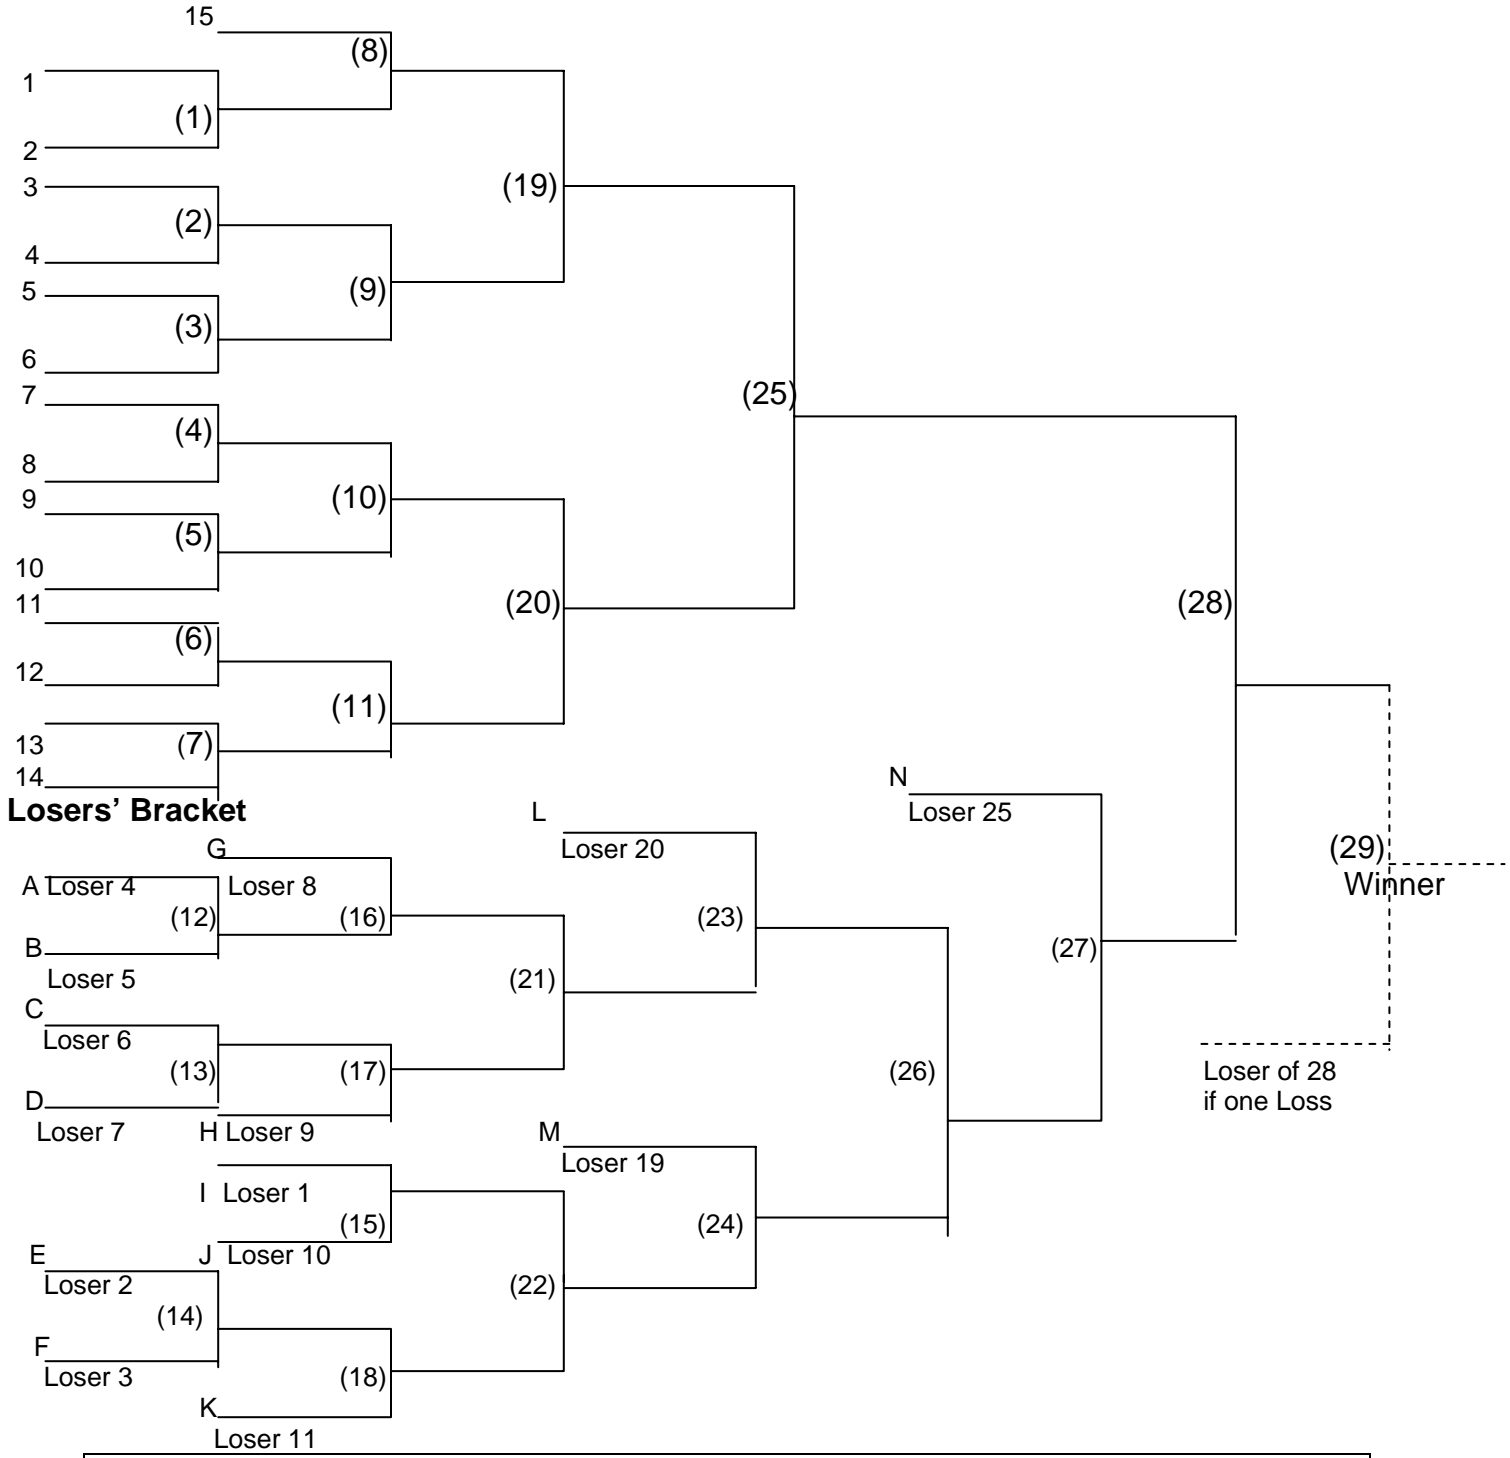 15
(8)
1
(1)
2
3
(19)
(2)
4
5
(9)
(3)
6
7
(25)
(4)
8
9
(10)
(5)
10
11
(20)
(28)
(6)
12
(11)
13
(7)
14
Losers’ Bracket
N
Loser 25
L
Loser 20
(29)
Winner
G
A Loser 4
Loser 8
(12)
(16)
(23)
B
Loser 5
(27)
(21)
C
Loser 6
(13)
(17)
(26)
Loser of 28
if one Loss
D
Loser 7
H Loser 9
M
Loser 19
I Loser 1
(15)
(24)
J Loser 10
E
Loser 2
(22)
(14)
F
Loser 3
(18)
K
Loser 11